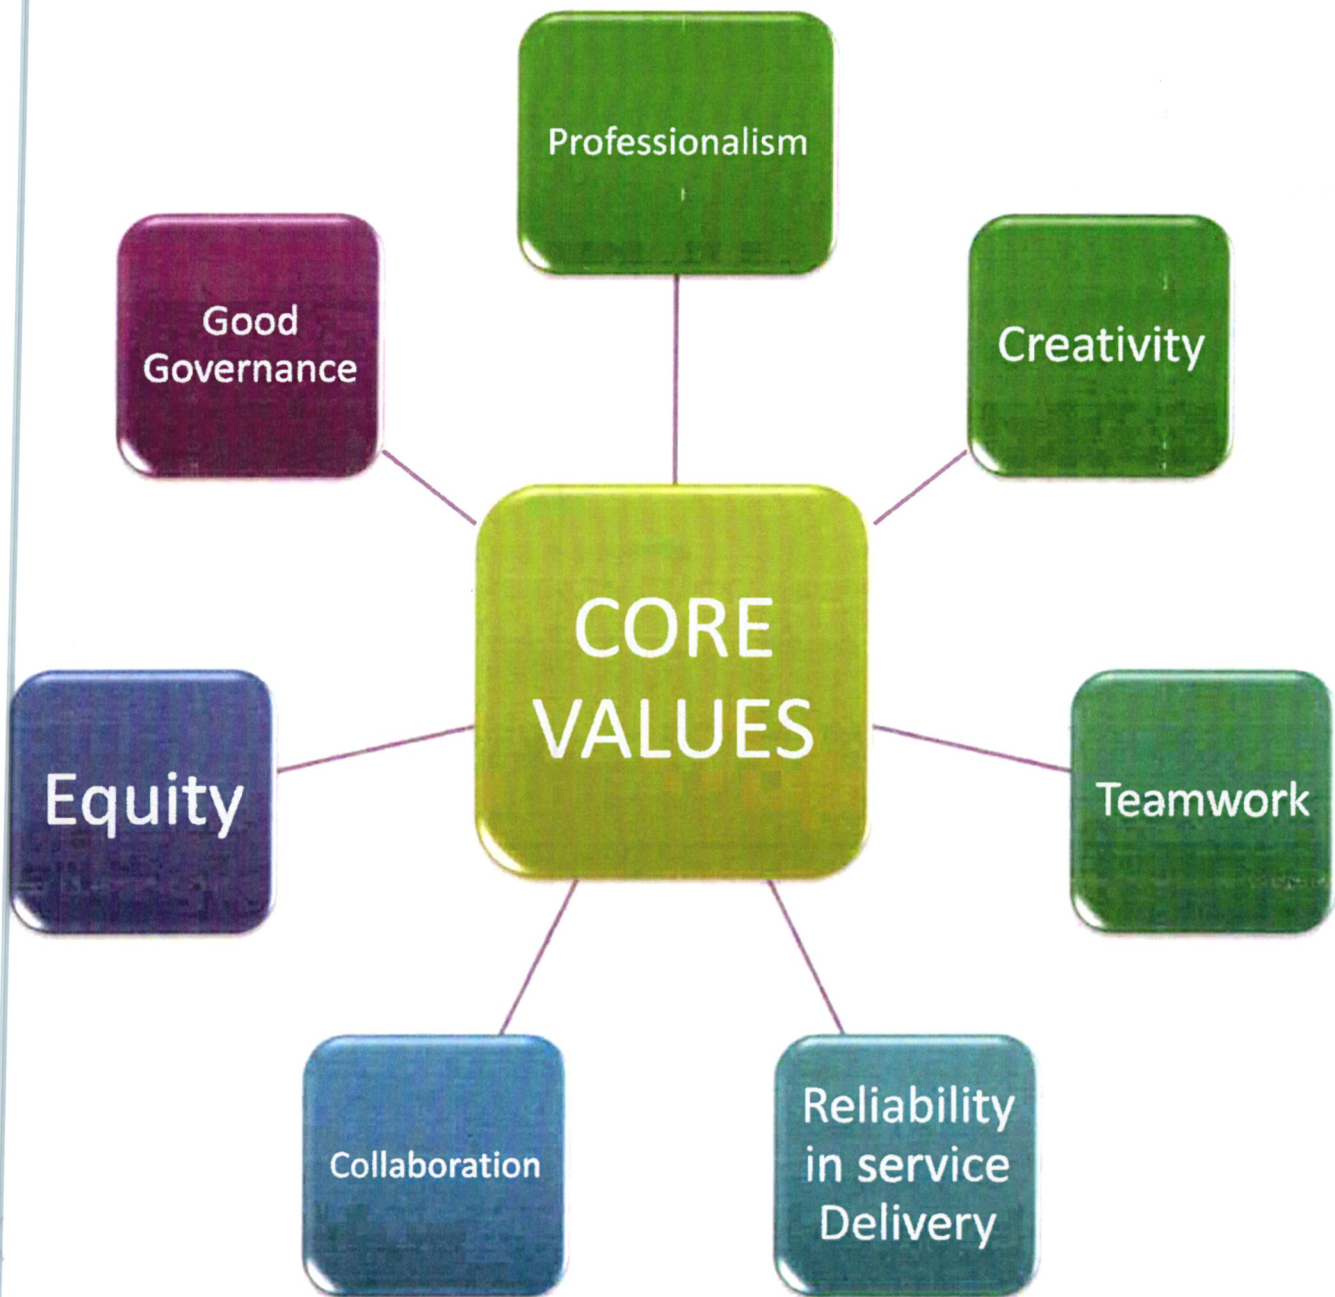 Professionalism
Good
Governance
Creativity
CORE
VALUES
Equity
Teamwork
Collaboration
Reliability
in service
Delivery